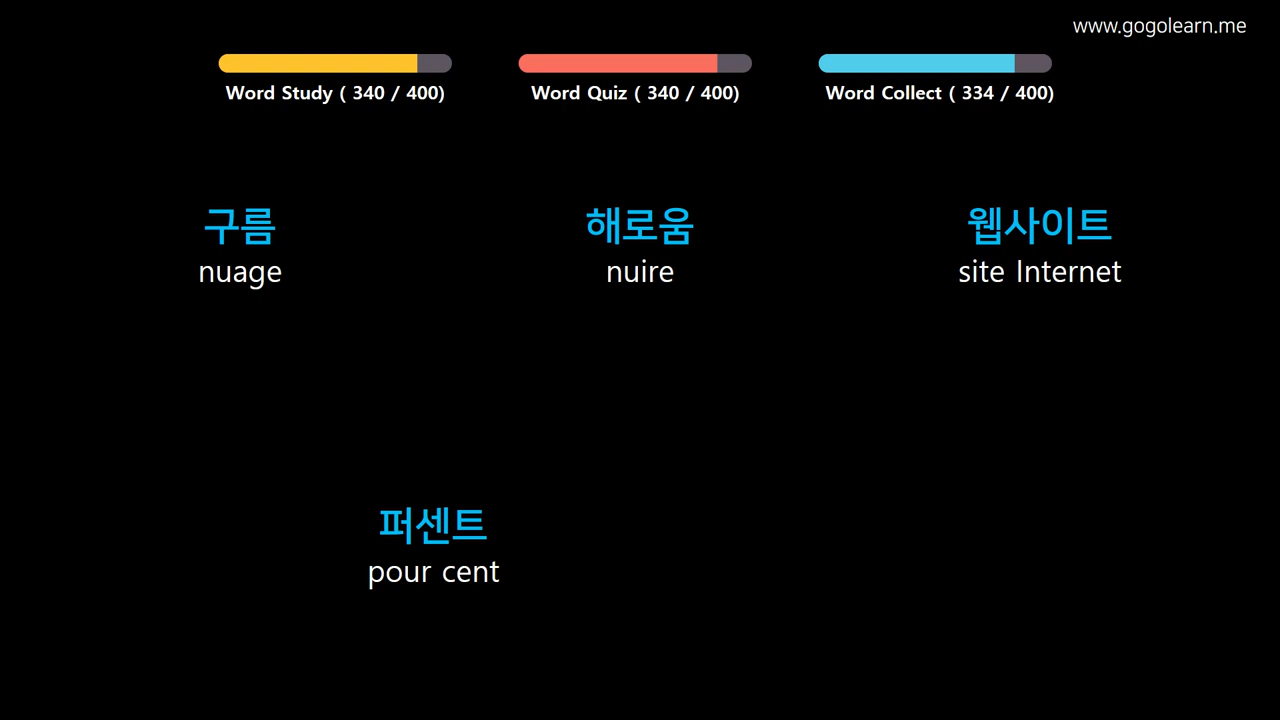 www.gogolearn.me
Word Study ( 340 / 400)
Word Quiz ( 340 / 400)
Word Collect ( 334 / 400)
구름
nuage
해로움
nuire
웹사이트
site Internet
퍼센트
pour cent